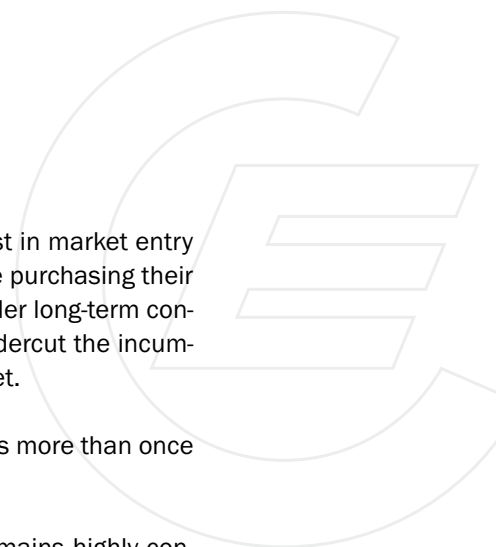 st in market entry
purchasing their
der long-term con-
dercut the incum-
et.
s more than once
mains highly con-